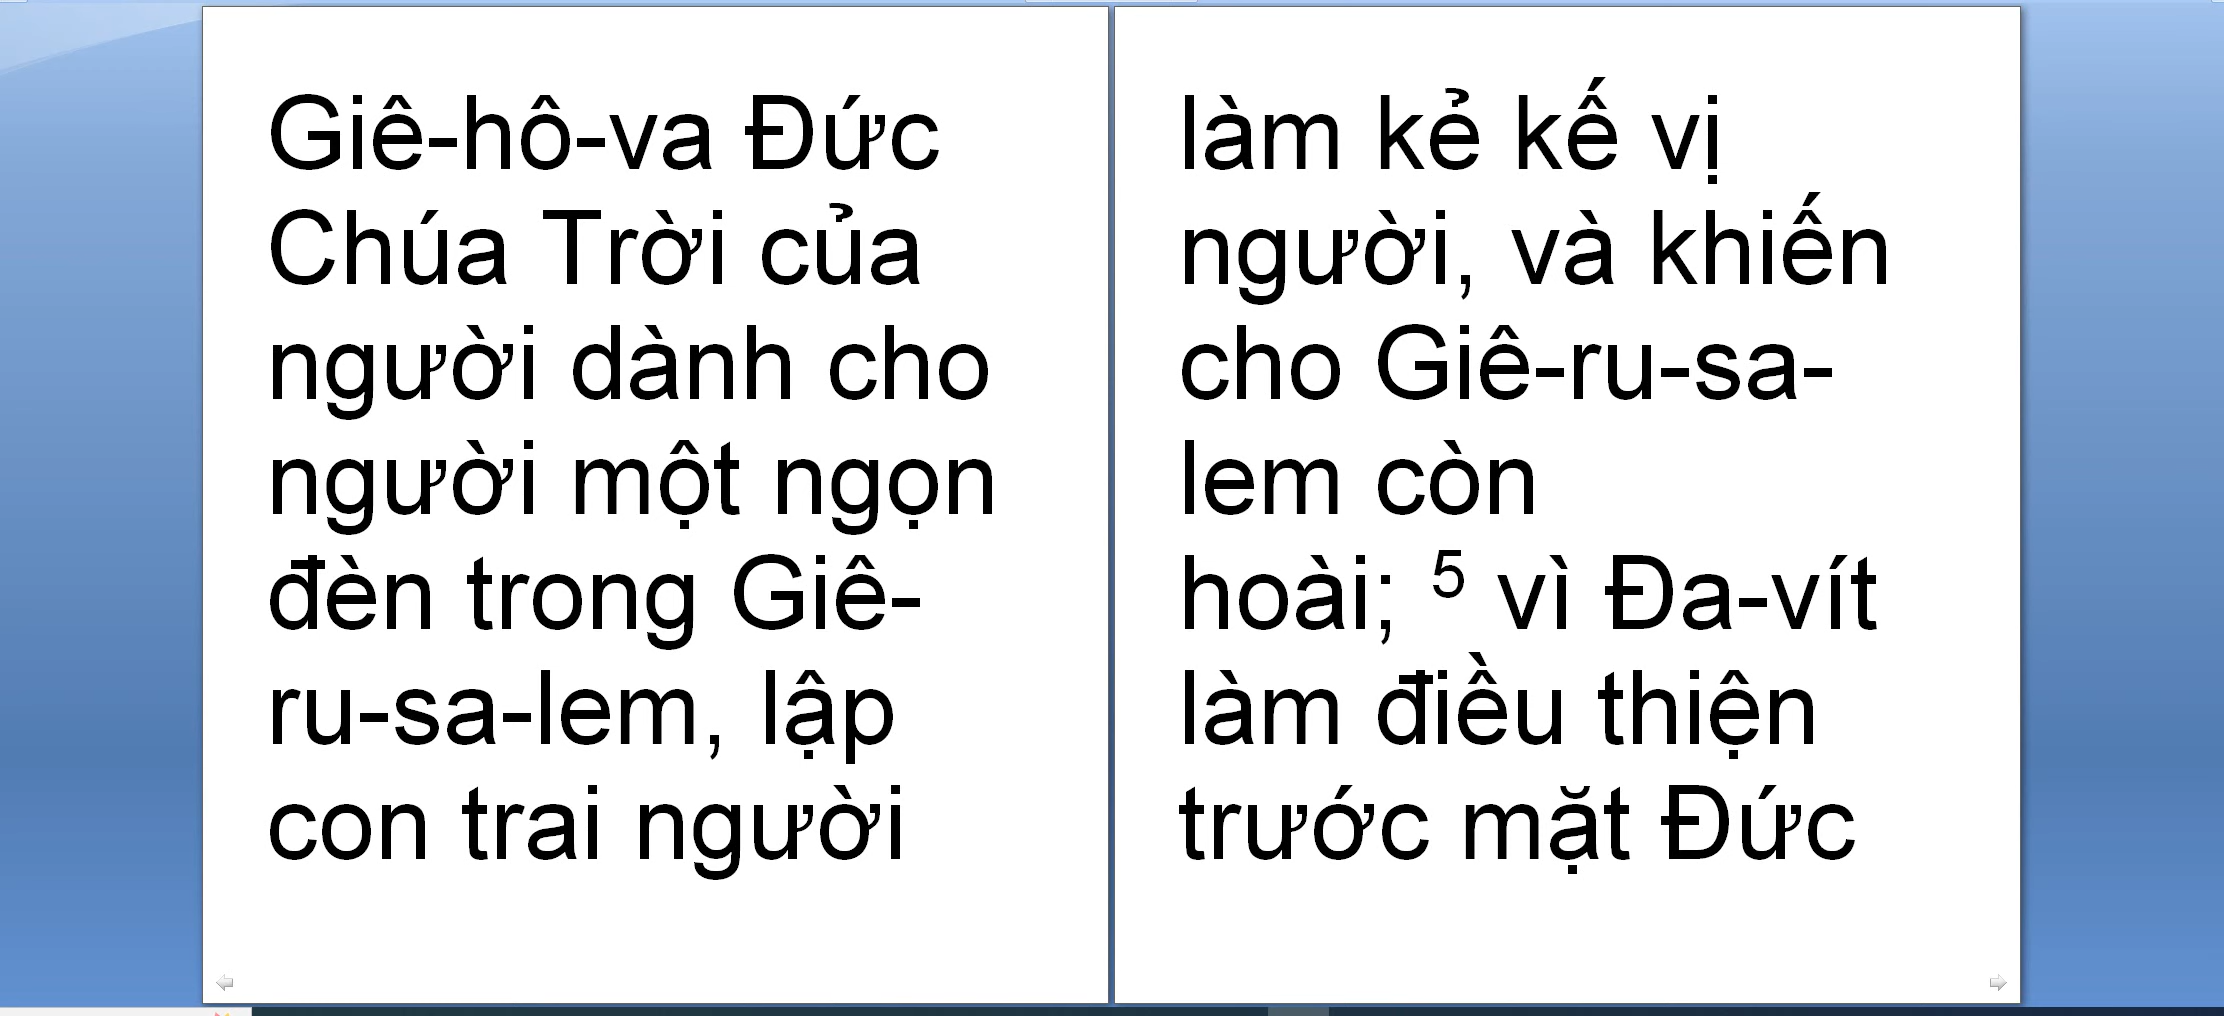 Giê-hô-va Đức
Chúa Trời của
người dành cho
người một ngọn
đèn trong Giê-
ru-sa-lem, lập
con trai người
làm kẻ kế vị
người, và khiến
cho Giê-ru-sa-
lem còn
hoài; 5 vì Đa-vít
làm điều thiện
trước mặt Đức